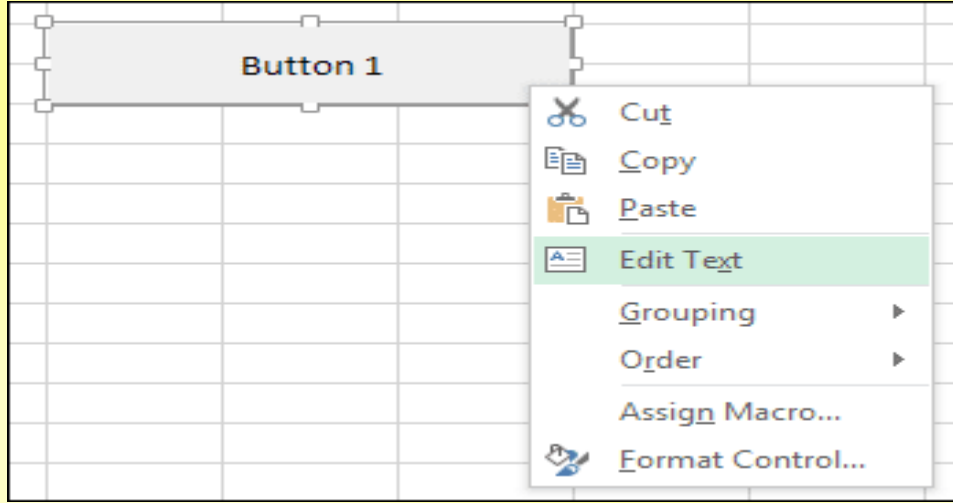 Button 1
Cut
Copy
Paste
Edit Text
Grouping
Order
Assign Macro...
Format Control...